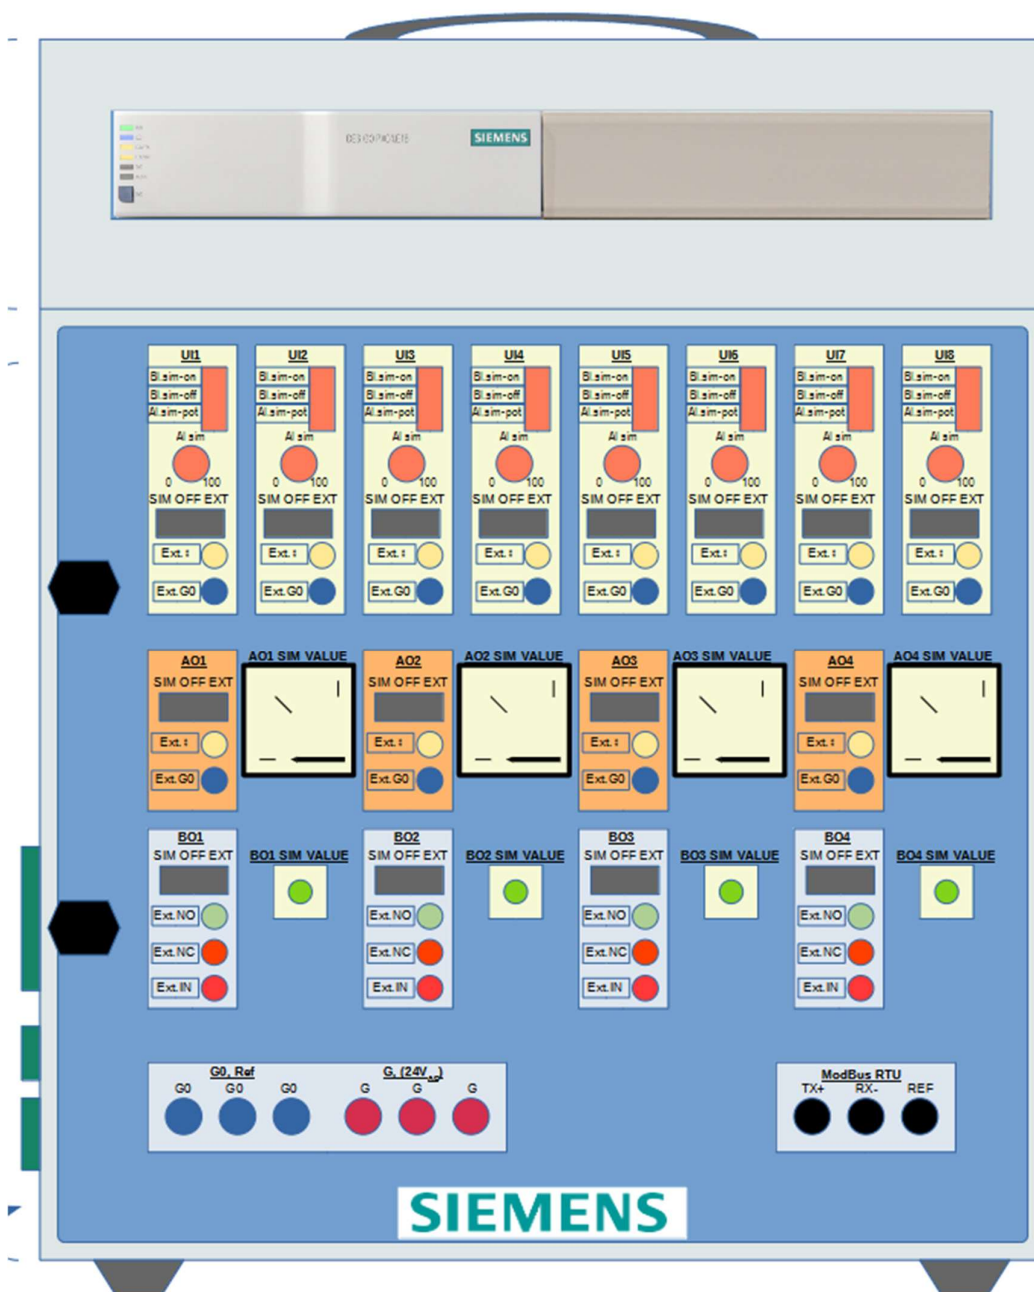 SIEMENS
UI1 UI2 UI3 UI4 UI5 UI6 UI7 UI8
BI.sim-on BI.sim-on BI.sim-on BI.sim-on BI.sim-on BI.sim-on BI.sim-on BI.sim-on
BI.sim-off BI.sim-off BI.sim-off BI.sim-off BI.sim-off BI.sim-off BI.sim-off BI.sim-off
AI.sim-pot AI.sim-pot AI.sim-pot AI.sim-pot AI.sim-pot AI.sim-pot AI.sim-pot AI.sim-pot
AI sim AI sim AI sim AI sim AI sim AI sim AI sim AI sim
0 100 0 100 0 100 0 100 0 100 0 100 0 100 0 100
SIM OFF EXT SIM OFF EXT SIM OFF EXT SIM OFF EXT SIM OFF EXT SIM OFF EXT SIM OFF EXT SIM OFF EXT
Ext. Ext. Ext. Ext. Ext. Ext. Ext. Ext.
Ext.G0 Ext.G0 Ext.G0 Ext.G0 Ext.G0 Ext.G0 Ext.G0 Ext.G0
AO1 AO1 SIM VALUE AO2 AO2 SIM VALUE AO3 AO3 SIM VALUE AO4 AO4 SIM VALUE
SIM OFF EXT SIM OFF EXT SIM OFF EXT SIM OFF EXT
Ext. Ext. Ext. Ext.
Ext.G0 Ext.G0 Ext.G0 Ext.G0
BO1 BO2 BO3 BO4
SIM OFF EXT BO1 SIM VALUE SIM OFF EXT BO2 SIM VALUE SIM OFF EXT BO3 SIM VALUE SIM OFF EXT BO4 SIM VALUE
Ext.NO Ext.NO Ext.NO Ext.NO
Ext.NC Ext.NC Ext.NC Ext.NC
Ext.IN Ext.IN Ext.IN Ext.IN
G0, Ref G, (24V ) ModBus RTU
G0 G0 G0 G G G TX+ RX- REF
SIEMENS